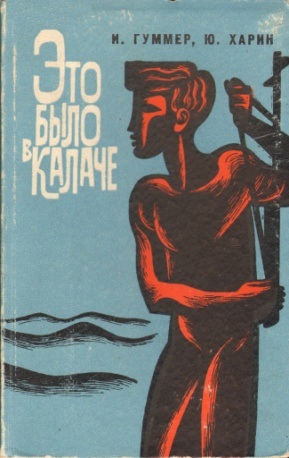 И. ГУММЕР, Ю. ХАРИН
ЭТО
БЫЛО
В
КАЛАЧЕ